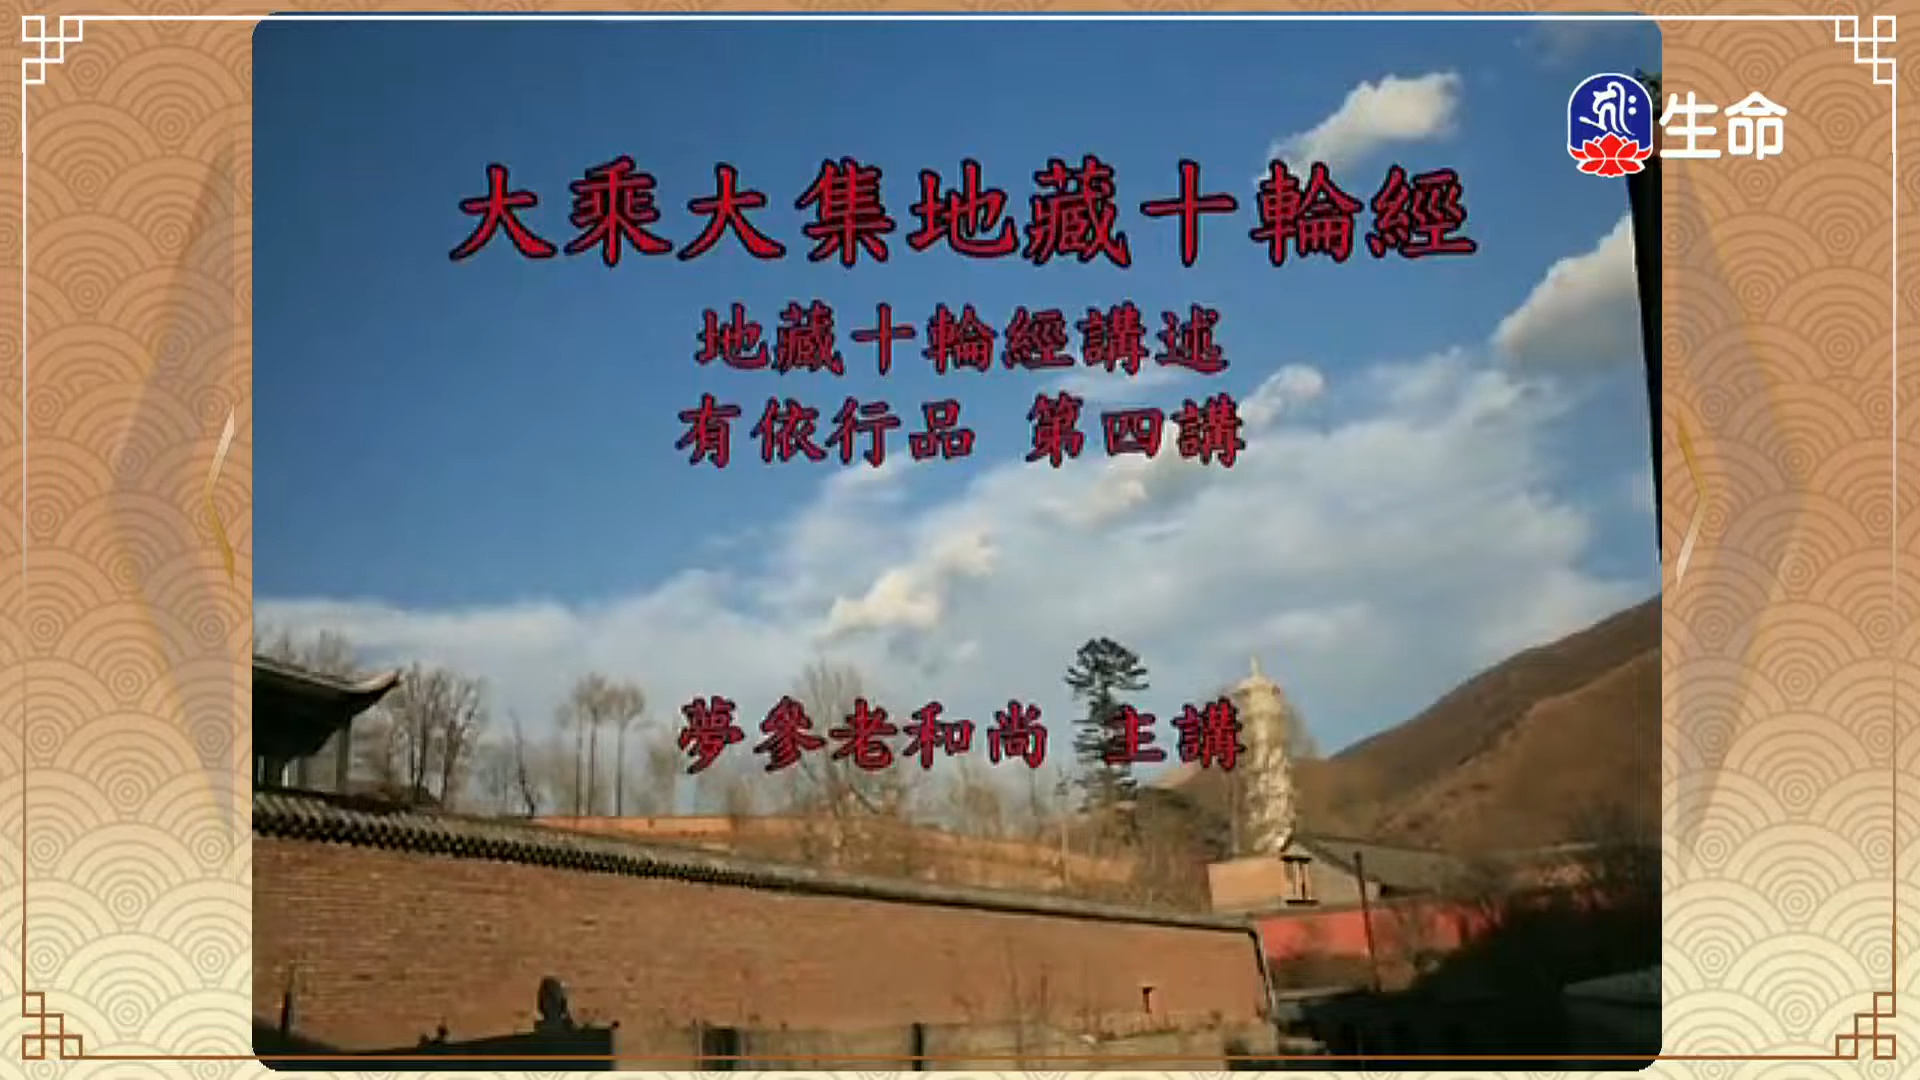 生命
大乘大集地藏十輪經
地藏十輪經講述
有依行品 第四講
夢參老和尚 主講